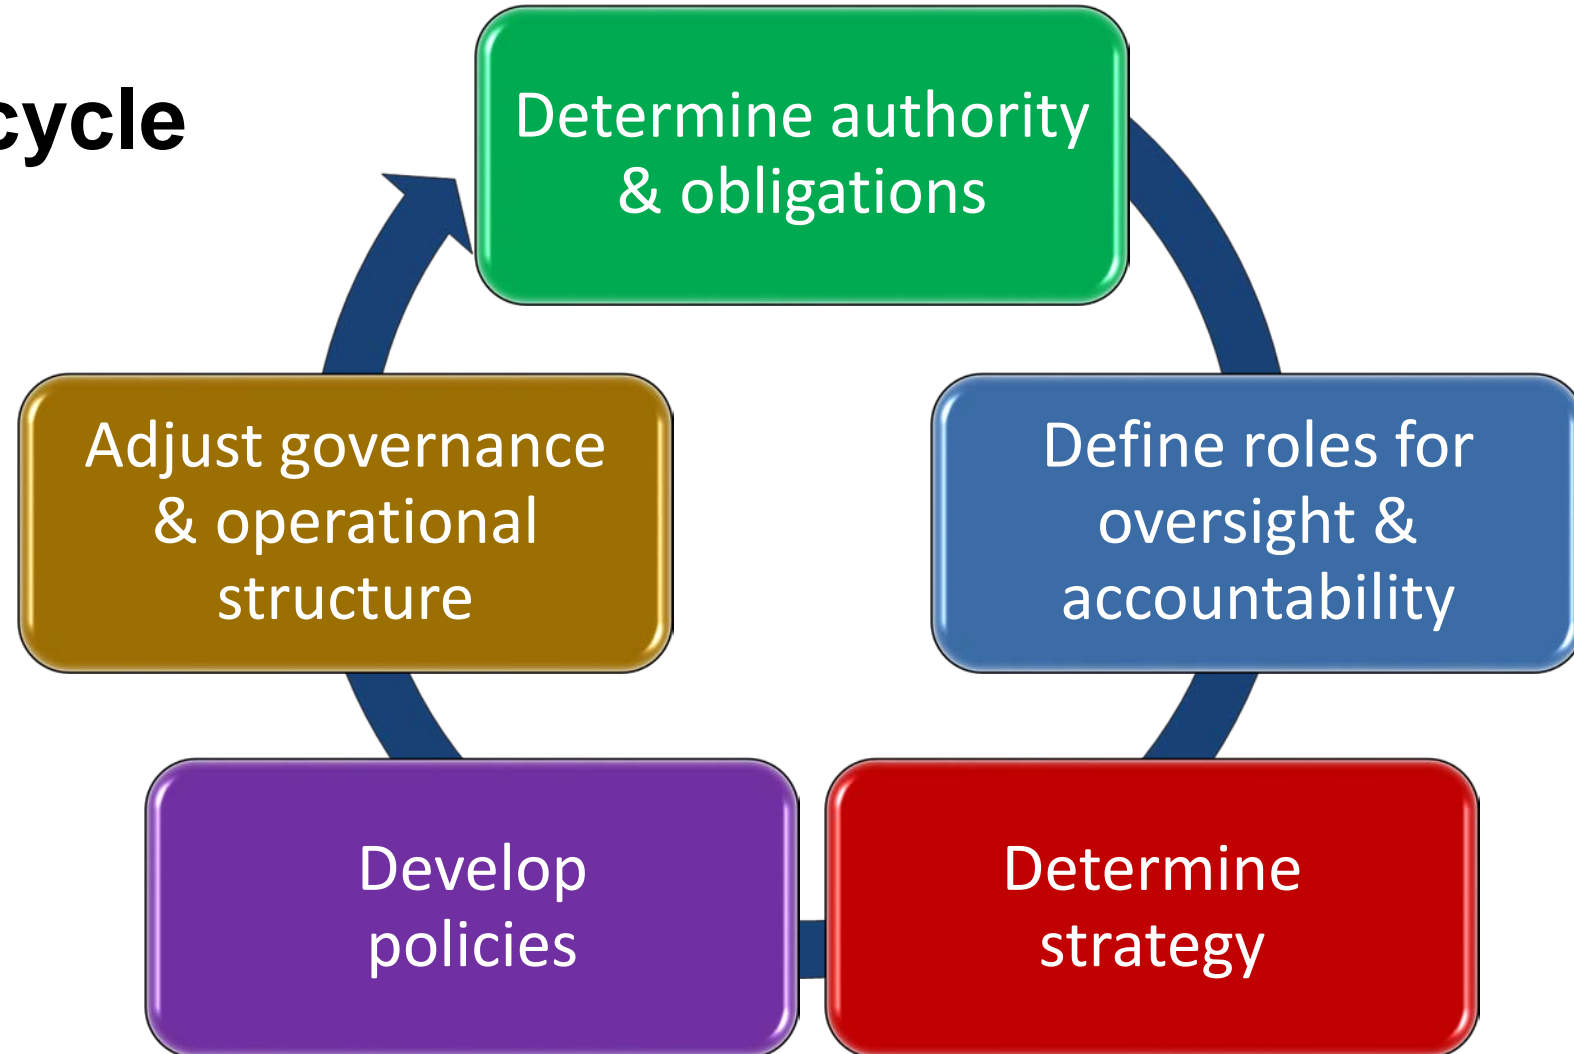 cycle
Determine authority
& obligations
Define roles for
oversight &
accountability
Determine
strategy
Develop
policies
Adjust governance
& operational
structure